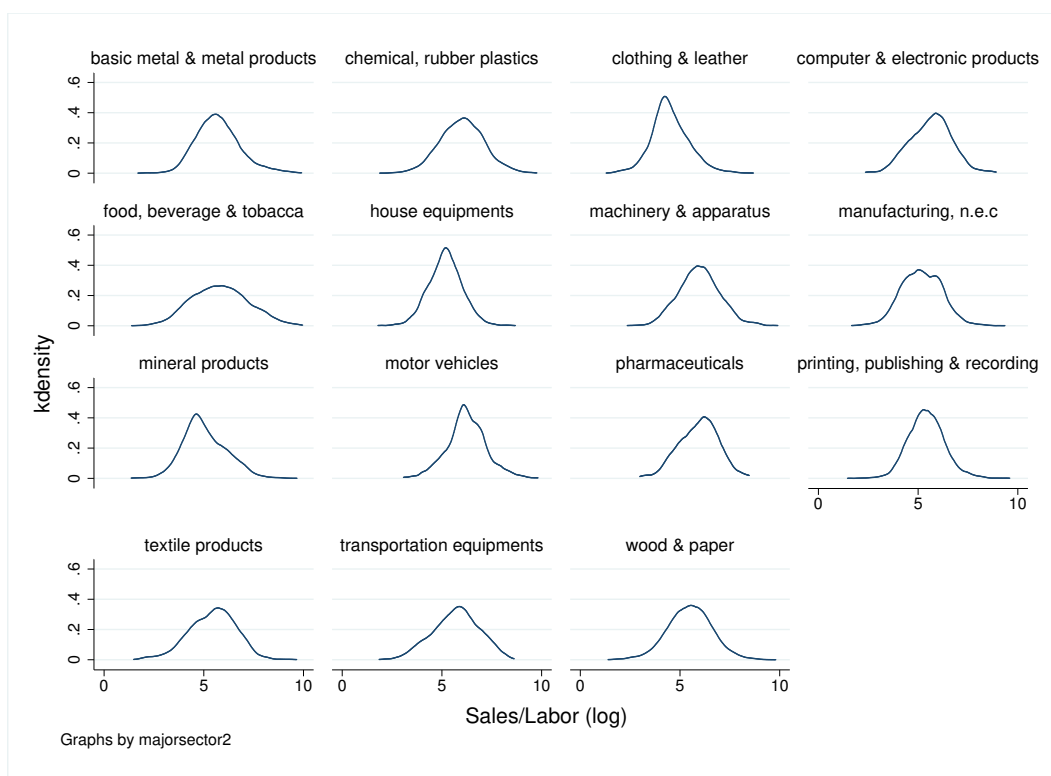 basic metal & metal products
chemical, rubber plastics
clothing & leather
computer & electronic products
.6
.4
.2
0
food, beverage & tobacca
house equipments
machinery & apparatus
manufacturing, n.e.c
.6
.4
.2
0
kdensity
mineral products
motor vehicles
pharmaceuticals
printing, publishing & recording
.6
.4
.2
0
0 5 10
textile products
transportation equipments
wood & paper
.6
.4
.2
0
0 5 10
0 5 10
0 5 10
Sales/Labor (log)
Graphs by majorsector2